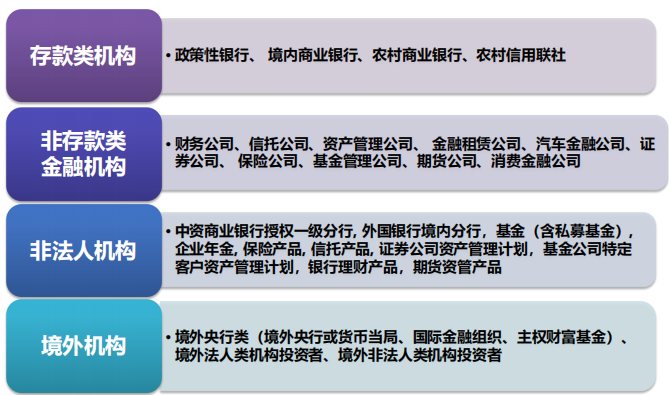 存款类机构
• 政策性银行、 境内商业银行、农村商业银行、农村信用联社
非存款类
金融机构
• 财务公司、信托公司、资产管理公司、 金融租赁公司、汽车金融公司、证
券公司、 保险公司、基金管理公司、期货公司、消费金融公司
非法人机构
• 中资商业银行授权一级分行, 外国银行境内分行，基金（含私募基金）,
企业年金, 保险产品, 信托产品, 证券公司资产管理计划，基金公司特定
客户资产管理计划，银行理财产品，期货资管产品
境外机构
• 境外央行类（境外央行或货币当局、国际金融组织、主权财富基金）、
境外法人类机构投资者、境外非法人类机构投资者